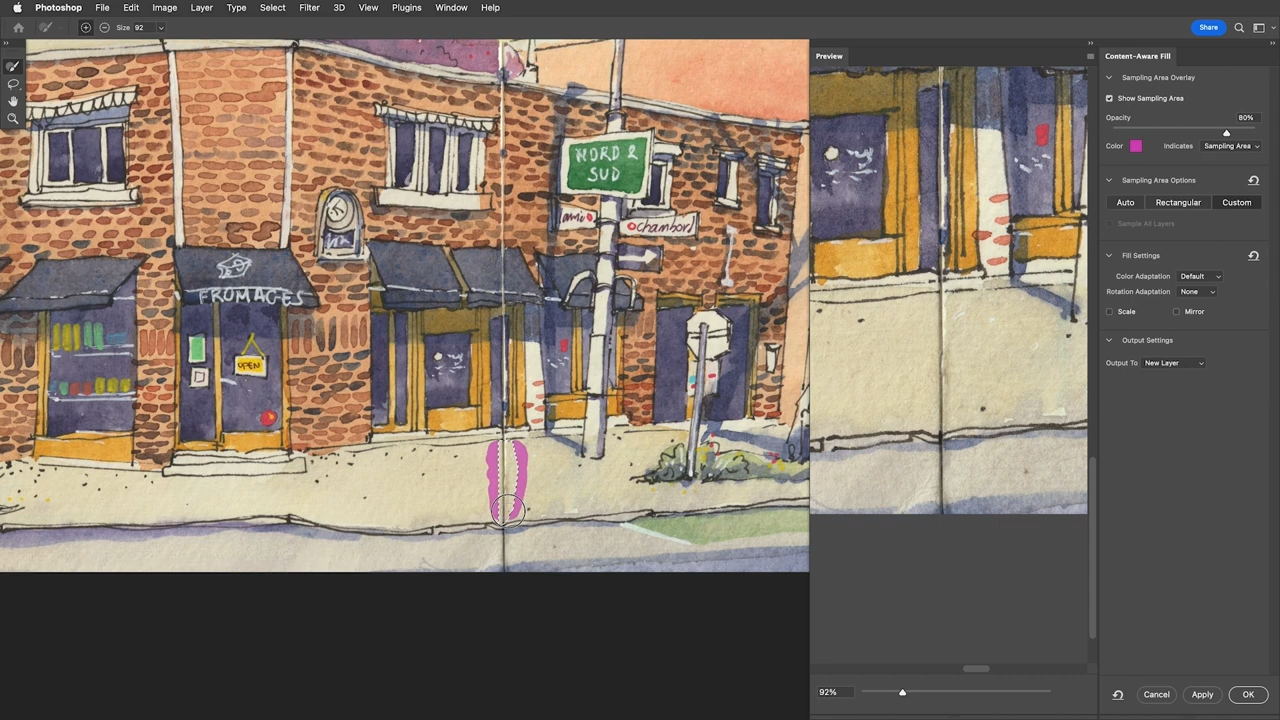 Photoshop File Edit Image Layer Type Select Filter 3D View Plugins Window Help
Size 92
Share
Preview
Content-Aware Fill
Sampling Area Overlay
Show Sampling Area
Opacity 80%
Color Indicates Sampling Area
Sampling Area Options
Auto Rectangular Custom
Sample All Layers
Fill Settings
Color Adaptation Default
Rotation Adaptation None
Scale Mirror
Output Settings
Output To New Layer
NORD &
SUD
ami
chambord
FROMAGES
OPEN
92%
Cancel Apply OK